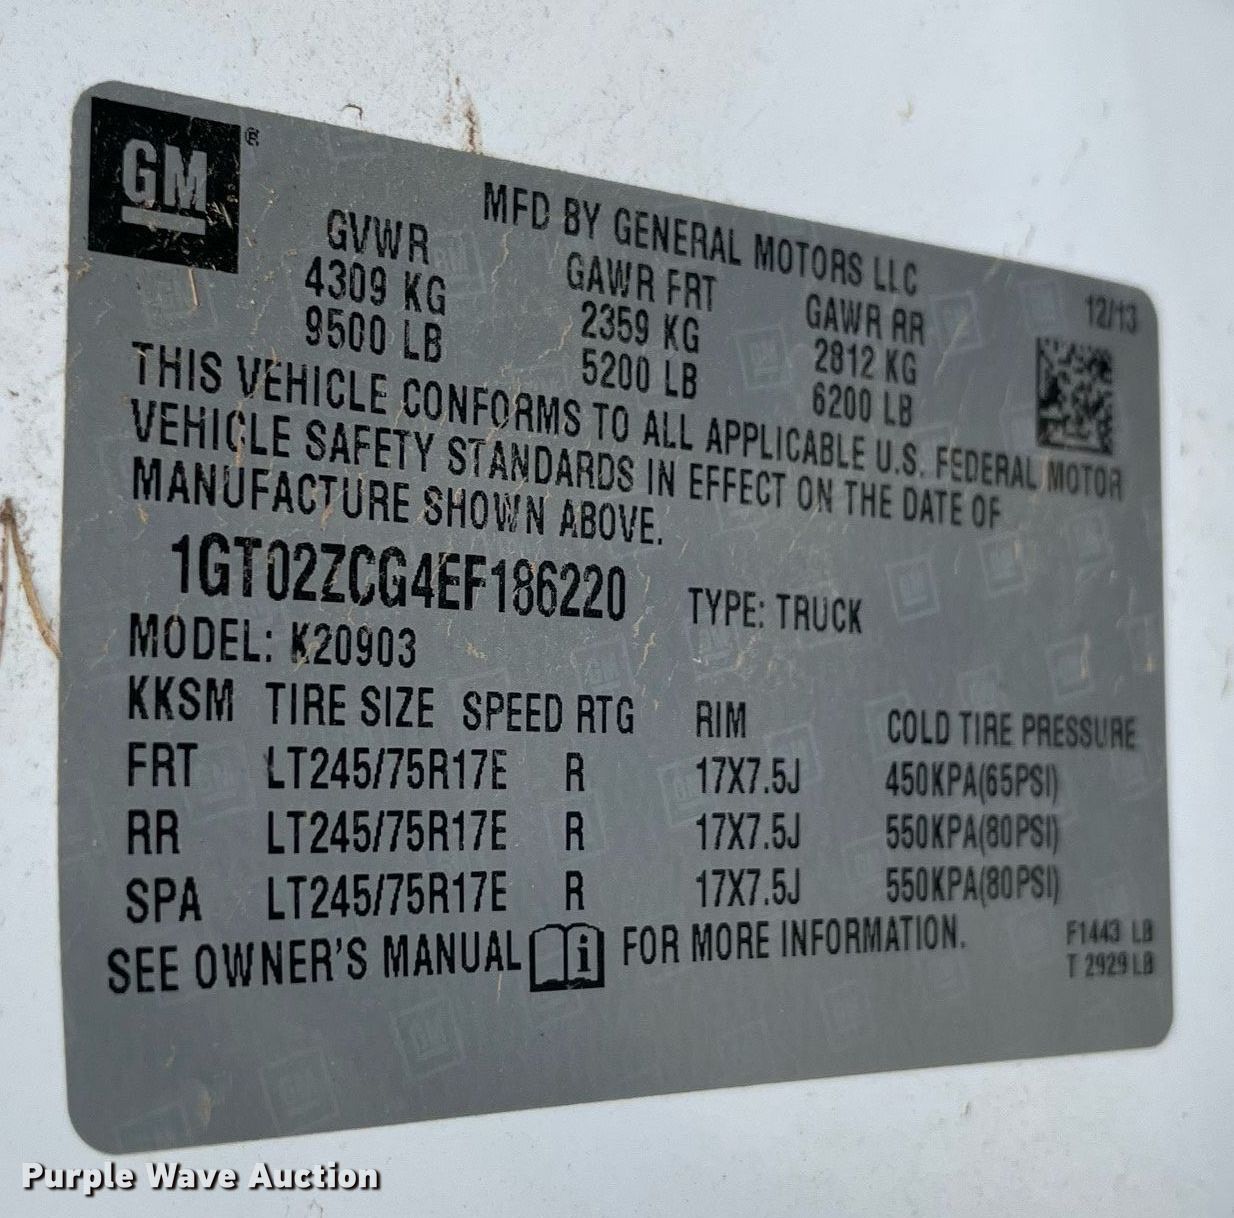 GM ®
MFD BY GENERAL MOTORS LLC
12/13
GVWR GAWR FRT GAWR RR
4309 KG 2359 KG 2812 KG
9500 LB 5200 LB 6200 LB
THIS VEHICLE CONFORMS TO ALL APPLICABLE U.S. FEDERAL MOTOR
VEHICLE SAFETY STANDARDS IN EFFECT ON THE DATE OF
MANUFACTURE SHOWN ABOVE.
1GT02ZCG4EF186220 TYPE: TRUCK
MODEL: K20903
KKSM TIRE SIZE SPEED RTG RIM COLD TIRE PRESSURE
FRT LT245/75R17E R 17X7.5J 450KPA(65PSI)
RR LT245/75R17E R 17X7.5J 550KPA(80PSI)
SPA LT245/75R17E R 17X7.5J 550KPA(80PSI)
SEE OWNER'S MANUAL i FOR MORE INFORMATION.
F1443 LB
T 2929 LB
Purple Wave Auction